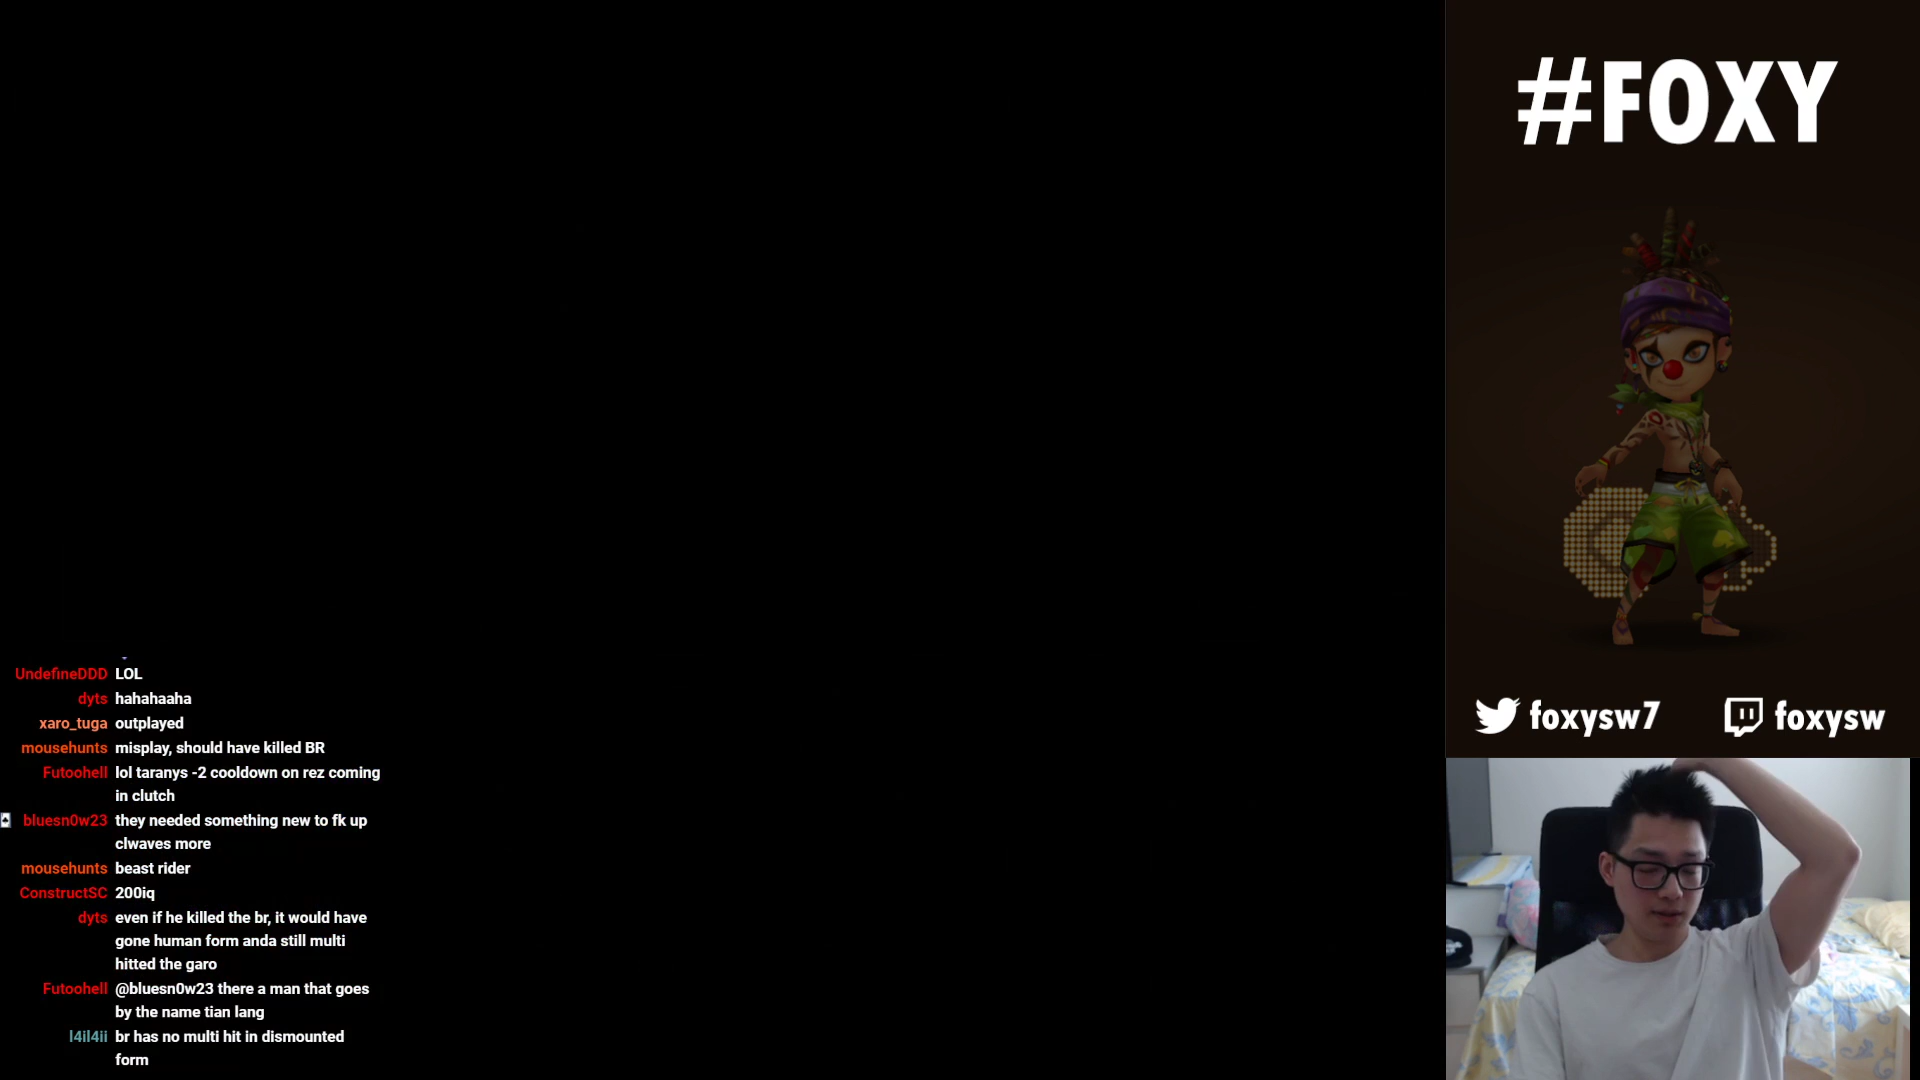 #FOXY
UndefineDDD LOL
dyts hahahaaha
xaro_tuga outplayed
mousehunts misplay, should have killed BR
Futoohell lol taranys -2 cooldown on rez coming
in clutch
bluesn0w23 they needed something new to fk up
clwaves more
mousehunts beast rider
ConstructSC 200iq
dyts even if he killed the br, it would have
gone human form anda still multi
hitted the garo
Futoohell @bluesn0w23 there a man that goes
by the name tian lang
l4il4ii br has no multi hit in dismounted
form
foxysw7 foxysw